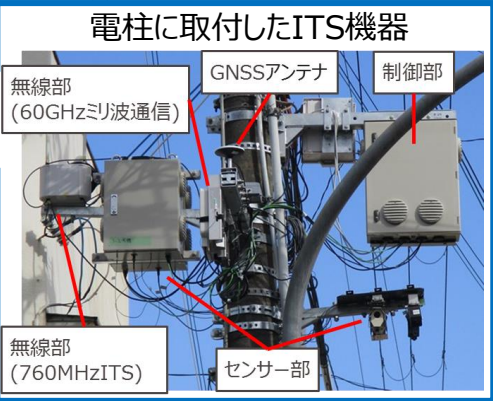 電柱に取付したITS機器
無線部
(60GHzミリ波通信)
GNSSアンテナ
制御部
無線部
(760MHzITS)
センサー部